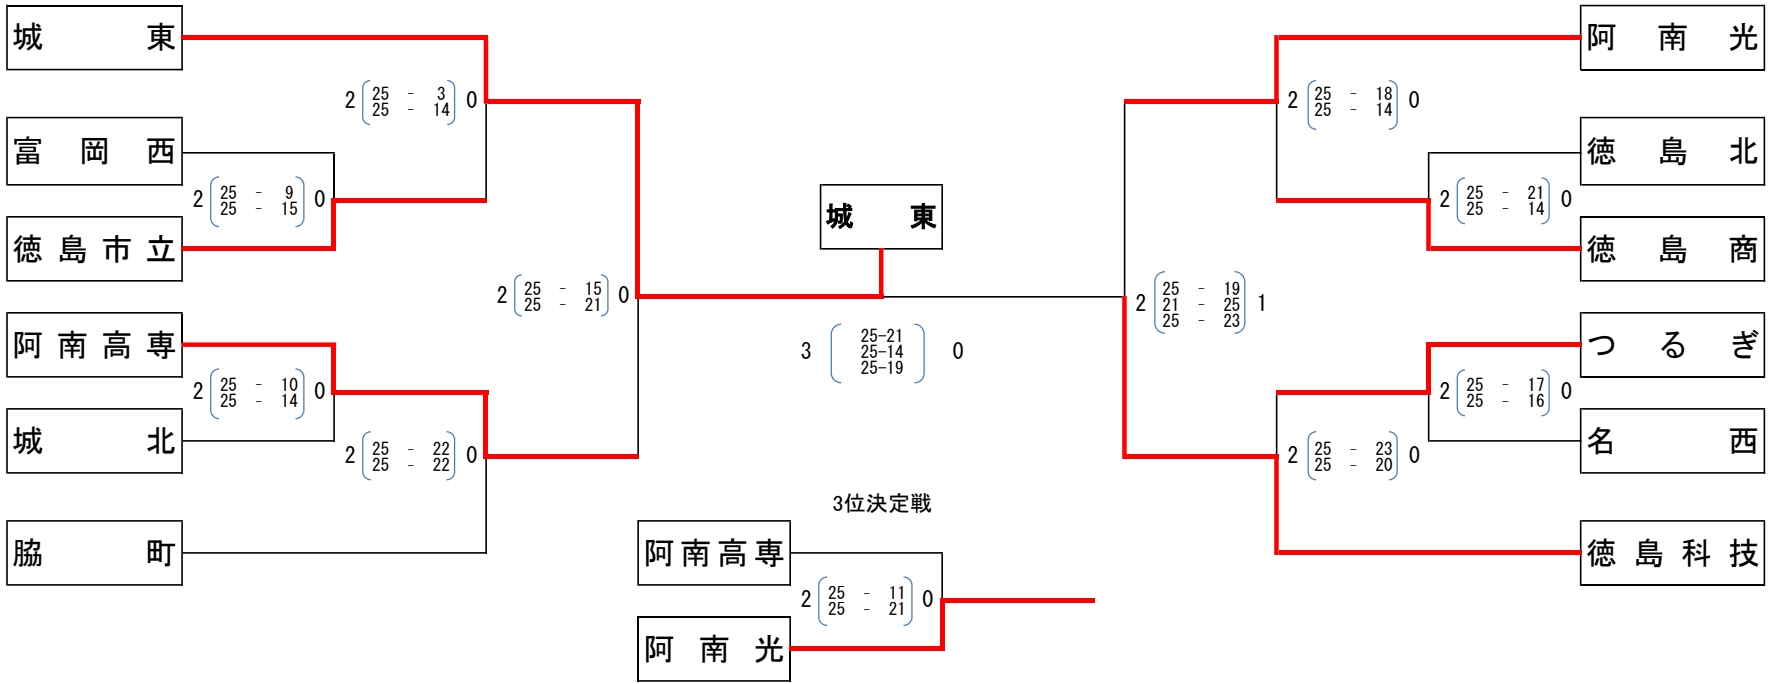 城東
阿南光
2 25 - 3 0
25 - 14
2 25 - 18 0
25 - 14
富岡西
徳島北
2 25 - 9 0
25 - 15
2 25 - 21 0
25 - 14
城東
徳島市立
徳島商
2 25 - 15 0
25 - 21
2 25 - 19 1
21 - 25
25 - 23
阿南高専
つるぎ
3 25-21 0
25-14
25-19
2 25 - 10 0
25 - 14
2 25 - 17 0
25 - 16
城北
名西
2 25 - 22 0
25 - 22
2 25 - 23 0
25 - 20
3位決定戦
脇町
阿南高専
徳島科技
2 25 - 11 0
25 - 21
阿南光